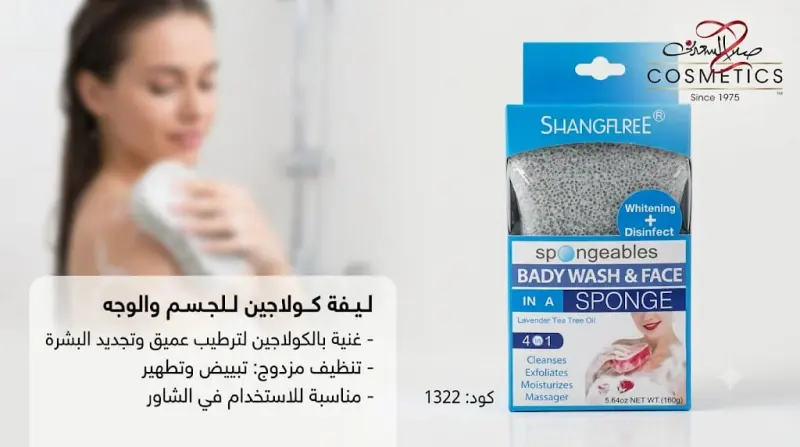 COSMETICS
Since 1975
TM
SHANGFLREE®
Whitening
+
Disinfect
spongeables
BADY WASH & FACE
IN A SPONGE
Lavender Tea Tree Oil
4 in 1
Cleanses
Exfoliates
Moisturizes
Massager
5.64oz NET WT.(160g)
ليفة كولاجين للجسم والوجه
- غنية بالكولاجين لترطيب عميق وتجديد البشرة
- تنظيف مزدوج: تبييض وتطهير
- مناسبة للاستخدام في الشاور
كود: 1322